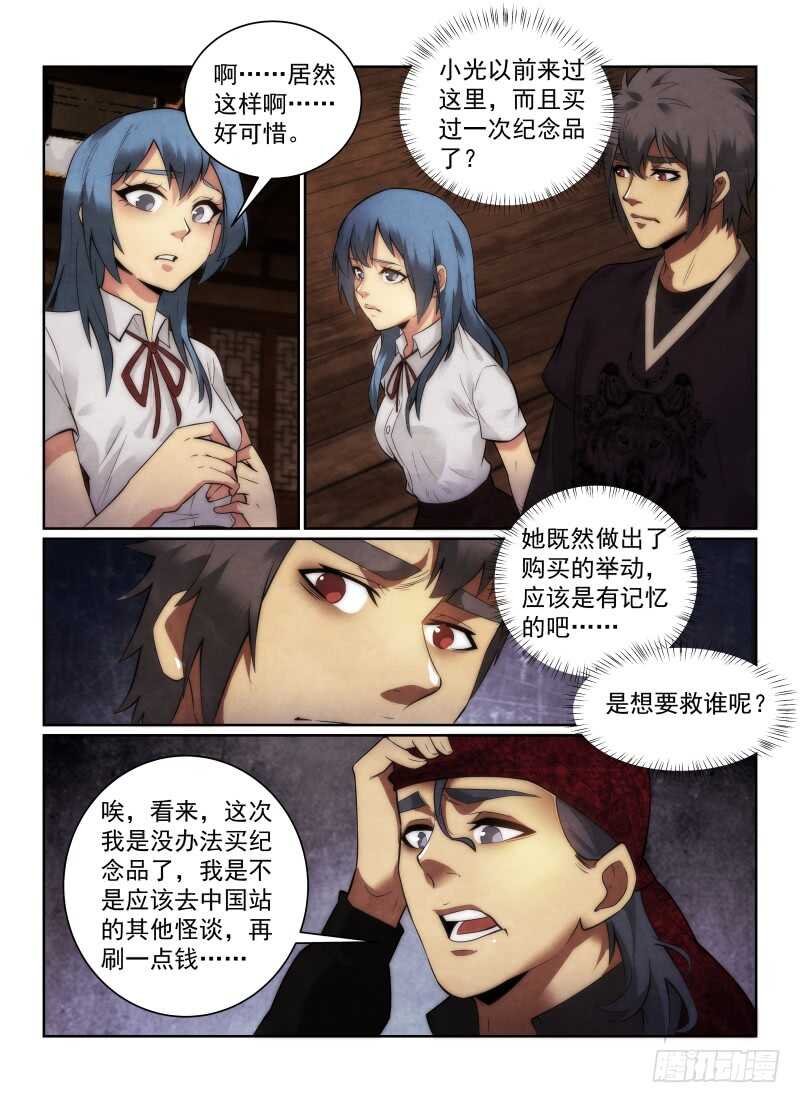 啊……居然
这样啊……
好可惜。
小光以前来过
这里，而且买
过一次纪念品
了？
她既然做出了
购买的举动，
应该是有记忆
的吧……
是想要救谁呢？
唉，看来，这次
我是没办法买纪
念品了，我是不
是应该去中国站
的其他怪谈，再
刷一点钱……
腾讯动漫